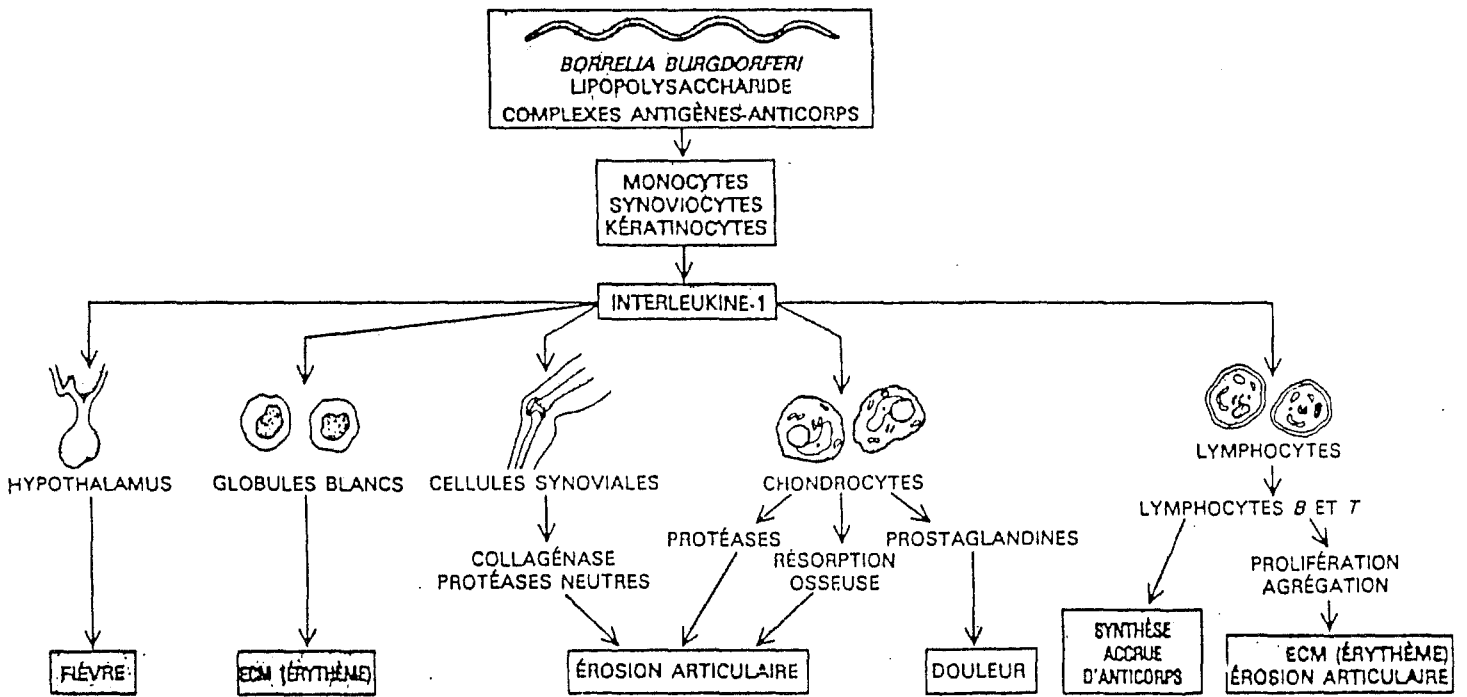 BORRELIA BURGDORFERI
LIPOPOLYSACCHARIDE
COMPLEXES ANTIGÈNES-ANTICORPS
MONOCYTES
SYNOVIOCYTES
KÉRATINOCYTES
INTERLEUKINE-1
HYPOTHALAMUS
GLOBULES BLANCS
CELLULES SYNOVIALES
CHONDROCYTES
LYMPHOCYTES
LYMPHOCYTES B ET T
COLLAGÉNASE
PROTÉASES NEUTRES
PROTÉASES
RÉSORPTION
OSSEUSE
PROSTAGLANDINES
PROLIFÉRATION
AGRÉGATION
FIÈVRE
ECM (ÉRYTHÈME)
ÉROSION ARTICULAIRE
DOULEUR
SYNTHÈSE
ACCRUE
D'ANTICORPS
ECM (ÉRYTHÈME)
ÉROSION ARTICULAIRE